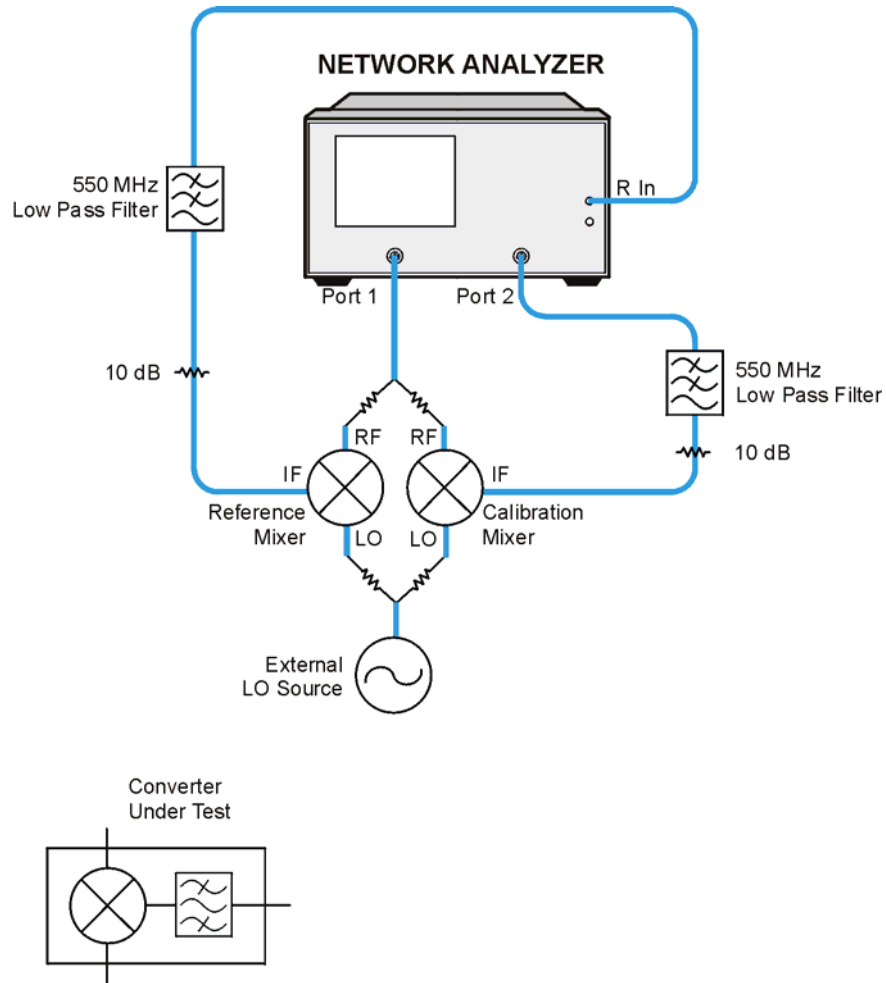 NETWORK ANALYZER
550 MHz
Low Pass Filter
R In
Port 1
Port 2
550 MHz
Low Pass Filter
10 dB
10 dB
RF
RF
IF
IF
Reference
Mixer
Calibration
Mixer
LO
LO
External
LO Source
Converter
Under Test